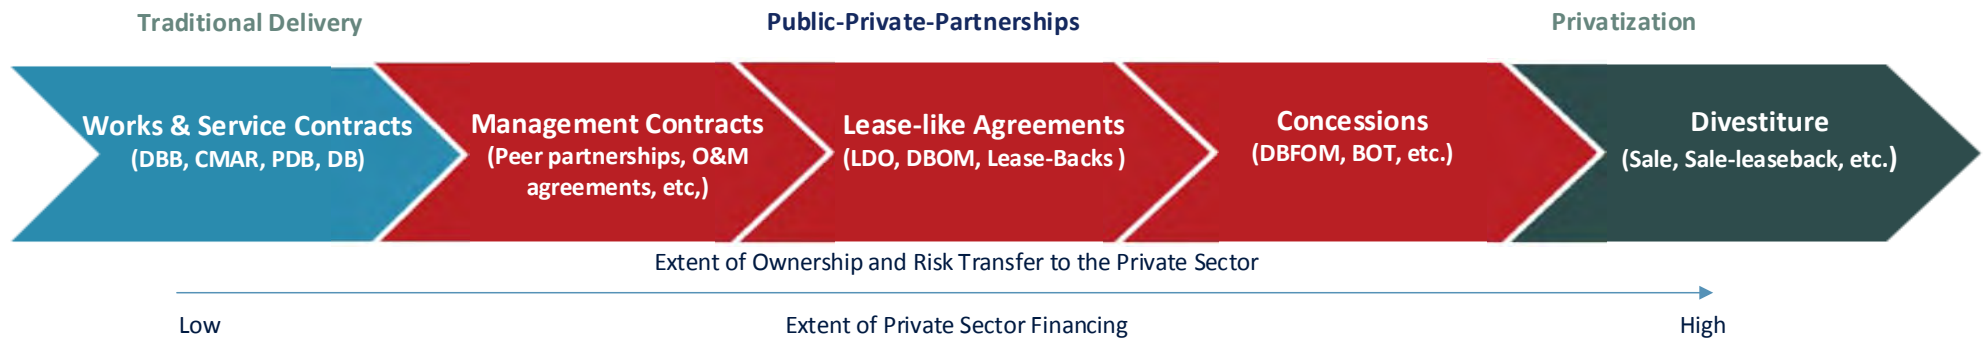 Traditional Delivery
Public-Private-Partnerships
Privatization
Works & Service Contracts
(DBB, CMAR, PDB, DB)
Management Contracts
(Peer partnerships, O&M
agreements, etc,)
Lease-like Agreements
(LDO, DBOM, Lease-Backs )
Concessions
(DBFOM, BOT, etc.)
Divestiture
(Sale, Sale-leaseback, etc.)
Extent of Ownership and Risk Transfer to the Private Sector
Low
Extent of Private Sector Financing
High